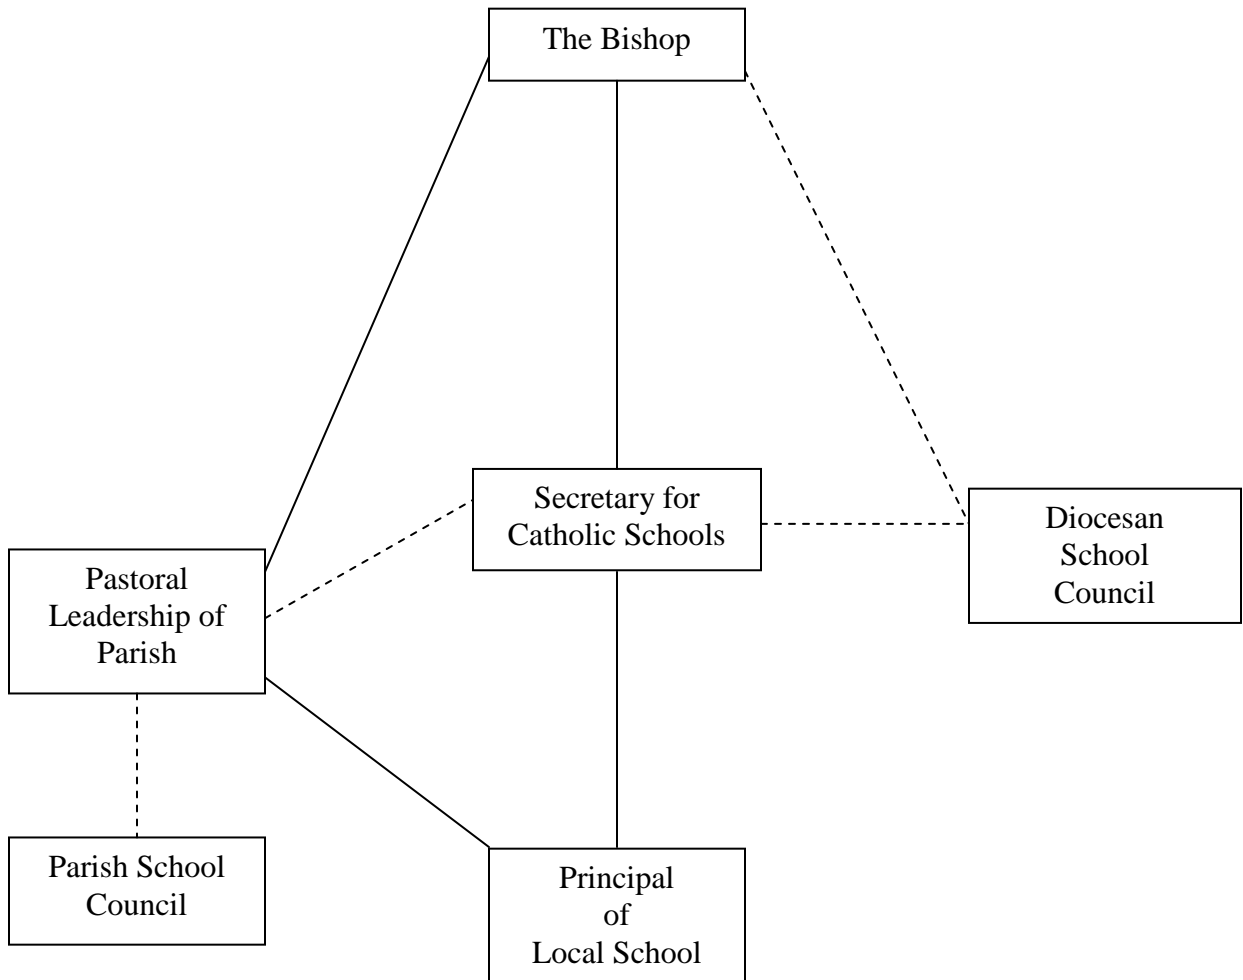 The Bishop
Secretary for
Catholic Schools
Diocesan
School
Council
Pastoral
Leadership of
Parish
Parish School
Council
Principal
of
Local School